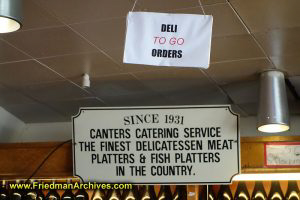 DELI
TO GO
ORDERS
SINCE 1931
CANTERS CATERING SERVICE
"THE FINEST DELICATESSEN MEAT
PLATTERS & FISH PLATTERS
IN THE COUNTRY.
www.FriedmanArchives.com